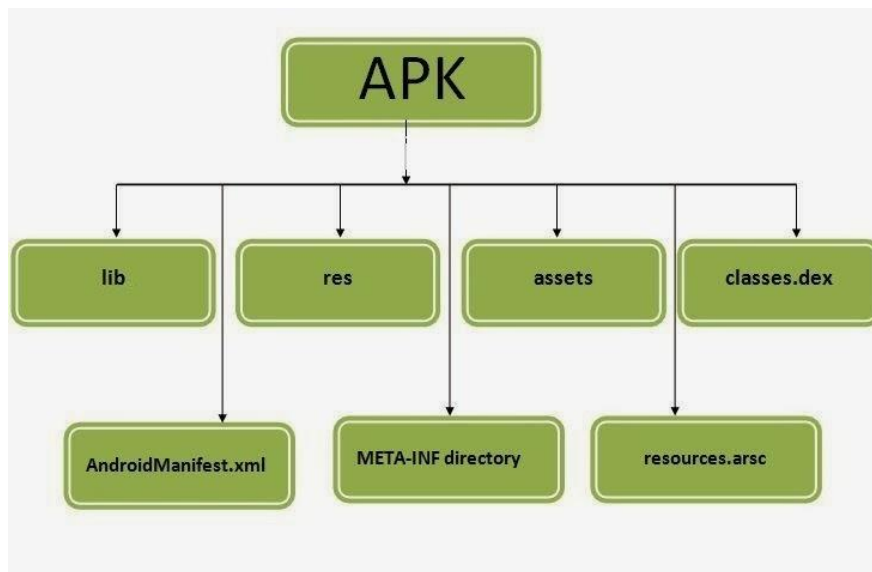 APK
lib
res
assets
classes.dex
AndroidManifest.xml
META-INF directory
resources.arsc